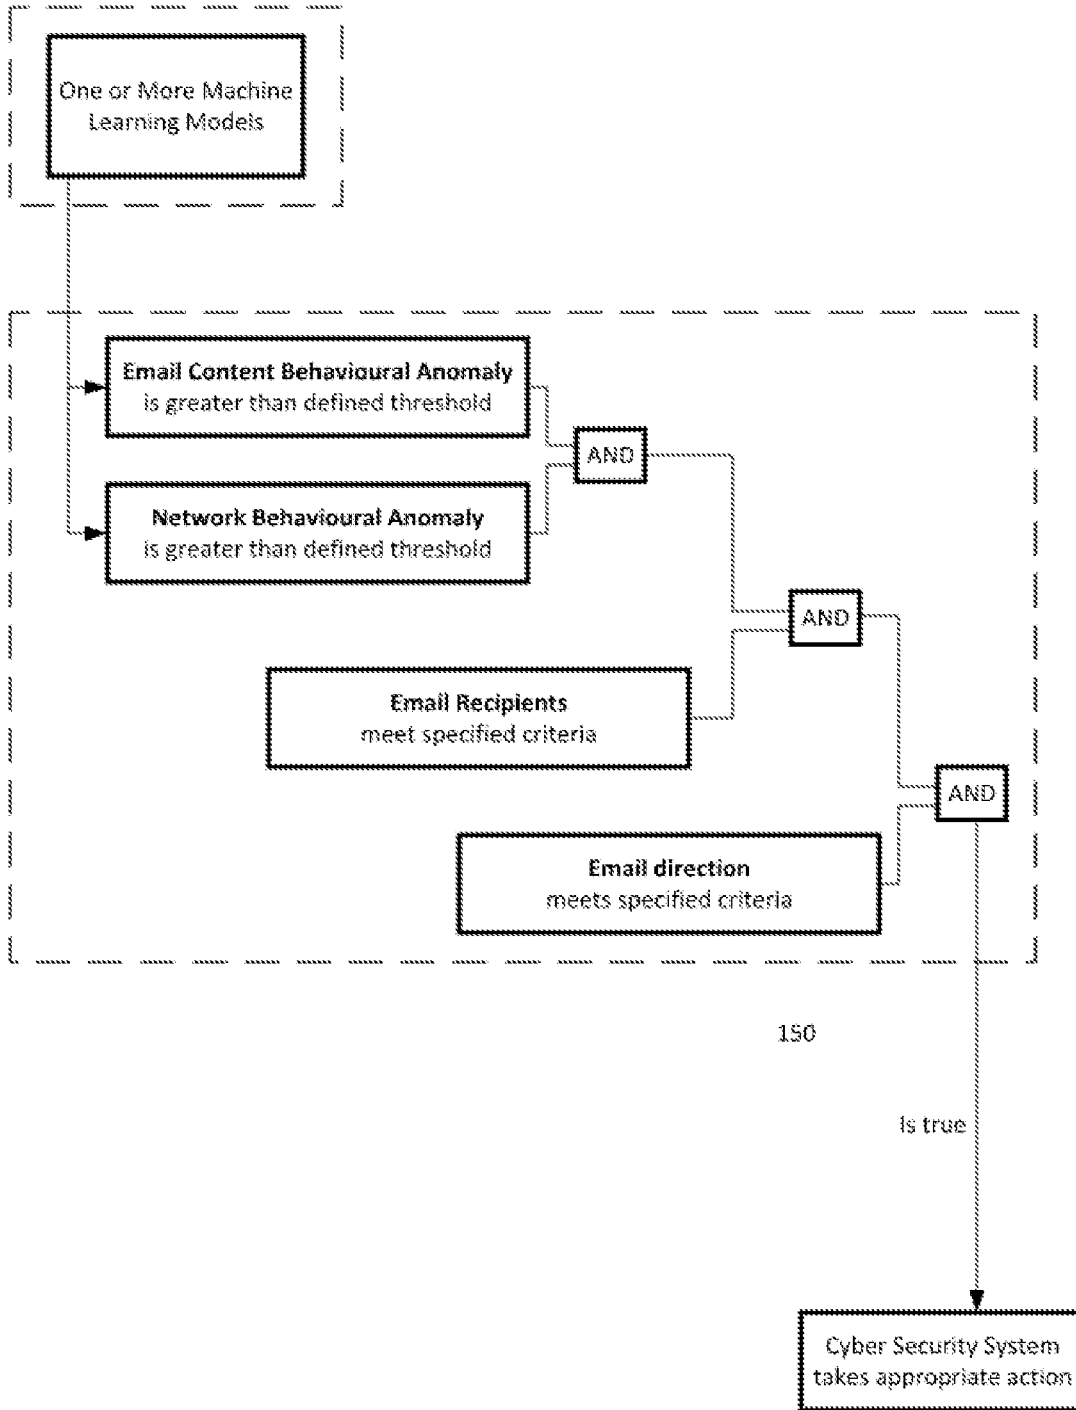 One or More Machine
Learning Models
Email Content Behavioural Anomaly
is greater than defined threshold
AND
Network Behavioural Anomaly
is greater than defined threshold
AND
Email Recipients
meet specified criteria
AND
Email direction
meets specified criteria
150
Is true
Cyber Security System
takes appropriate action